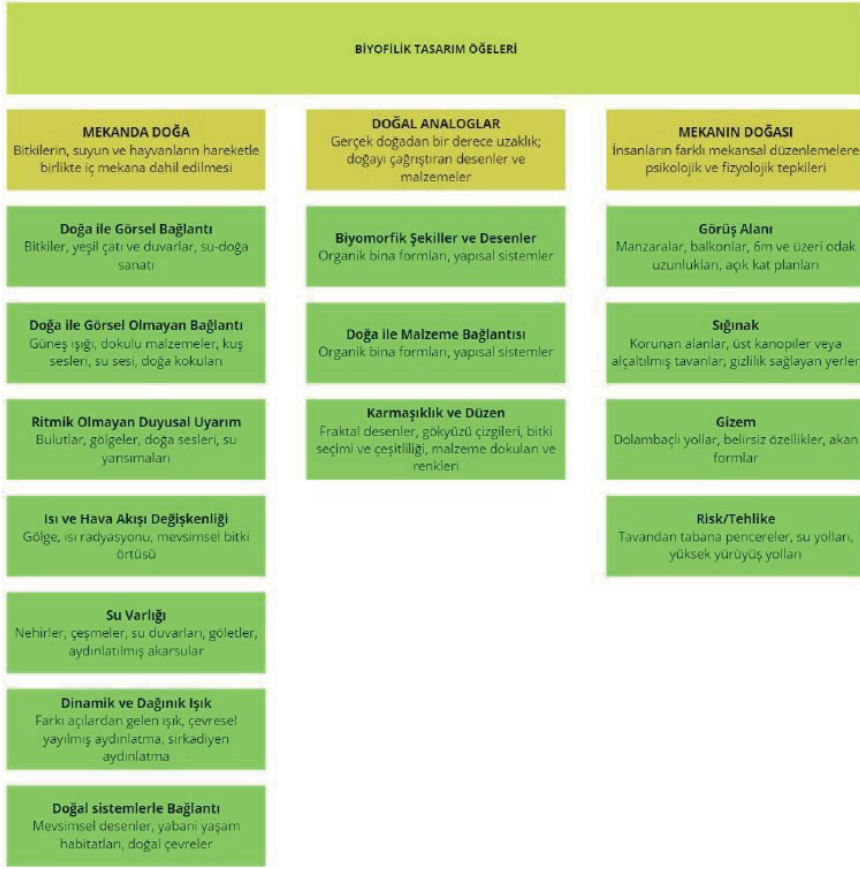 BİYOFİLİK TASARIM ÖĞELERİ
MEKANDA DOĞA
Bitkilerin, suyun ve hayvanların hareketle
birlikte iç mekana dahil edilmesi
Doğa ile Görsel Bağlantı
Bitkiler, yeşil çatı ve duvarlar, su-doğa
sanatı
Doğa ile Görsel Olmayan Bağlantı
Güneş ışığı, dokulu malzemeler, kuş
sesleri, su sesi, doğa kokuları
Ritmik Olmayan Duyusal Uyarım
Bulutlar, gölgeler, doğa sesleri, su
yansımaları
Isı ve Hava Akışı Değişkenliği
Gölge, ısı radyasyonu, mevsimsel bitki
örtüsü
Su Varlığı
Nehirler, çeşmeler, su duvarları, göletler,
aydınlatılmış akarsular
Dinamik ve Dağınık Işık
Farkı açılardan gelen ışık, çevresel
yayılmış aydınlatma, sirkadiyen
aydınlatma
Doğal sistemlerle Bağlantı
Mevsimsel desenler, yabani yaşam
habitatları, doğal çevreler
DOĞAL ANALOGLAR
Gerçek doğadan bir derece uzaklık;
doğayı çağrıştıran desenler ve
malzemeler
Biyomorfik Şekiller ve Desenler
Organik bina formları, yapısal sistemler
Doğa ile Malzeme Bağlantısı
Organik bina formları, yapısal sistemler
Karmaşıklık ve Düzen
Fraktal desenler, gökyüzü çizgileri, bitki
seçimi ve çeşitliliği, malzeme dokuları ve
renkleri
MEKANIN DOĞASI
İnsanların farklı mekansal düzenlemelere
psikolojik ve fizyolojik tepkileri
Görüş Alanı
Manzaralar, balkonlar, 6m ve üzeri odak
uzunlukları, açık kat planları
Sığınak
Korunan alanlar, üst kanopiler veya
alçaltılmış tavanlar, gizlilik sağlayan yerler
Gizem
Dolambaçlı yollar, belirsiz özellikler, akan
formlar
Risk/Tehlike
Tavandan tabana pencereler, su yolları,
yüksek yürüyüş yolları